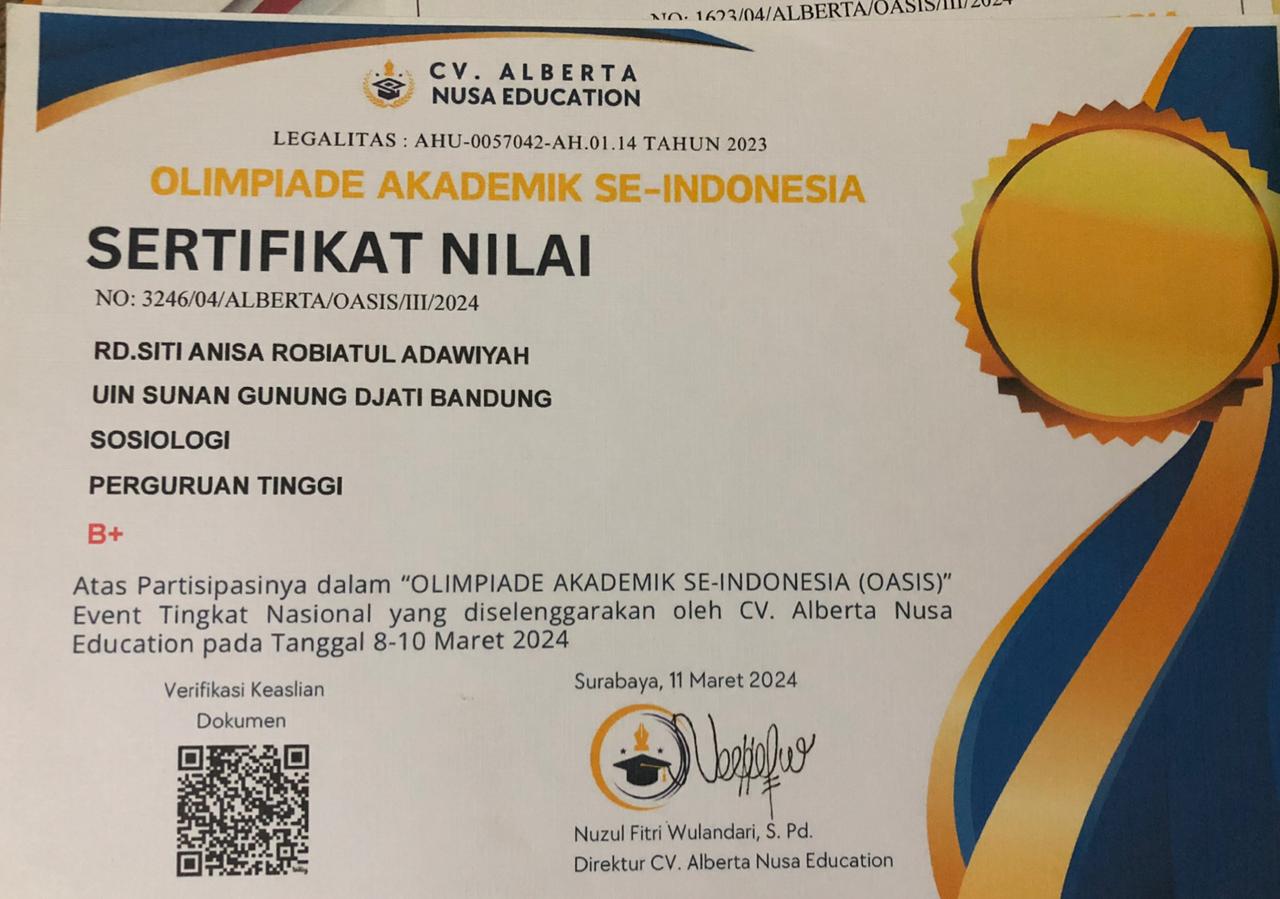 NO: 1623/04/ALBERTA/OASIS/III/2024
CV. ALBERTA
NUSA EDUCATION
LEGALITAS : AHU-0057042-AH.01.14 TAHUN 2023
OLIMPIADE AKADEMIK SE-INDONESIA
SERTIFIKAT NILAI
NO: 3246/04/ALBERTA/OASIS/III/2024
RD.SITI ANISA ROBIATUL ADAWIYAH
UIN SUNAN GUNUNG DJATI BANDUNG
SOSIOLOGI
PERGURUAN TINGGI
B+
Atas Partisipasinya dalam “OLIMPIADE AKADEMIK SE-INDONESIA (OASIS)”
Event Tingkat Nasional yang diselenggarakan oleh CV. Alberta Nusa
Education pada Tanggal 8-10 Maret 2024
Verifikasi Keaslian
Dokumen
Surabaya, 11 Maret 2024
Nuzul Fitri Wulandari, S. Pd.
Direktur CV. Alberta Nusa Education